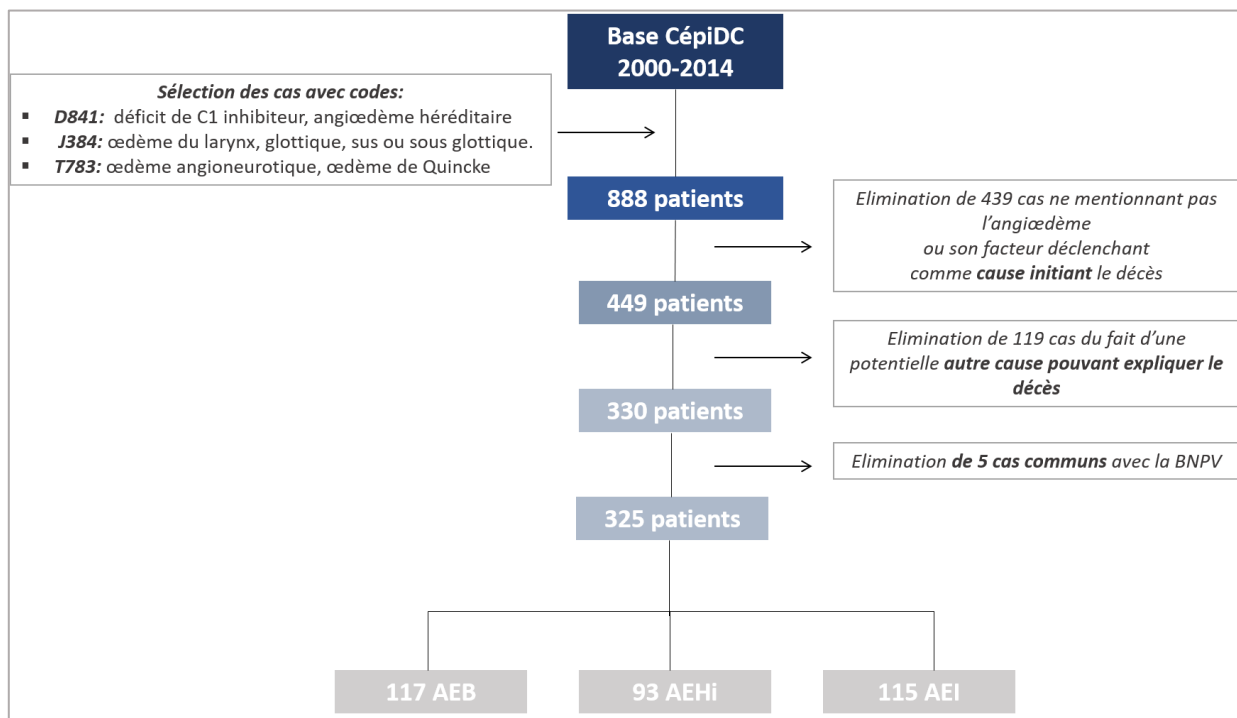 Base CépiDC
2000-2014
Sélection des cas avec codes:
▪ D841: déficit de C1 inhibiteur, angiœdème héréditaire
▪ J384: œdème du larynx, glottique, sus ou sous glottique.
▪ T783: œdème angioneurotique, œdème de Quincke
888 patients
Elimination de 439 cas ne mentionnant pas
l’angiœdème
ou son facteur déclenchant
comme cause initiant le décès
449 patients
Elimination de 119 cas du fait d’une
potentielle autre cause pouvant expliquer le
décès
330 patients
Elimination de 5 cas communs avec la BNPV
325 patients
117 AEB
93 AEHi
115 AEI